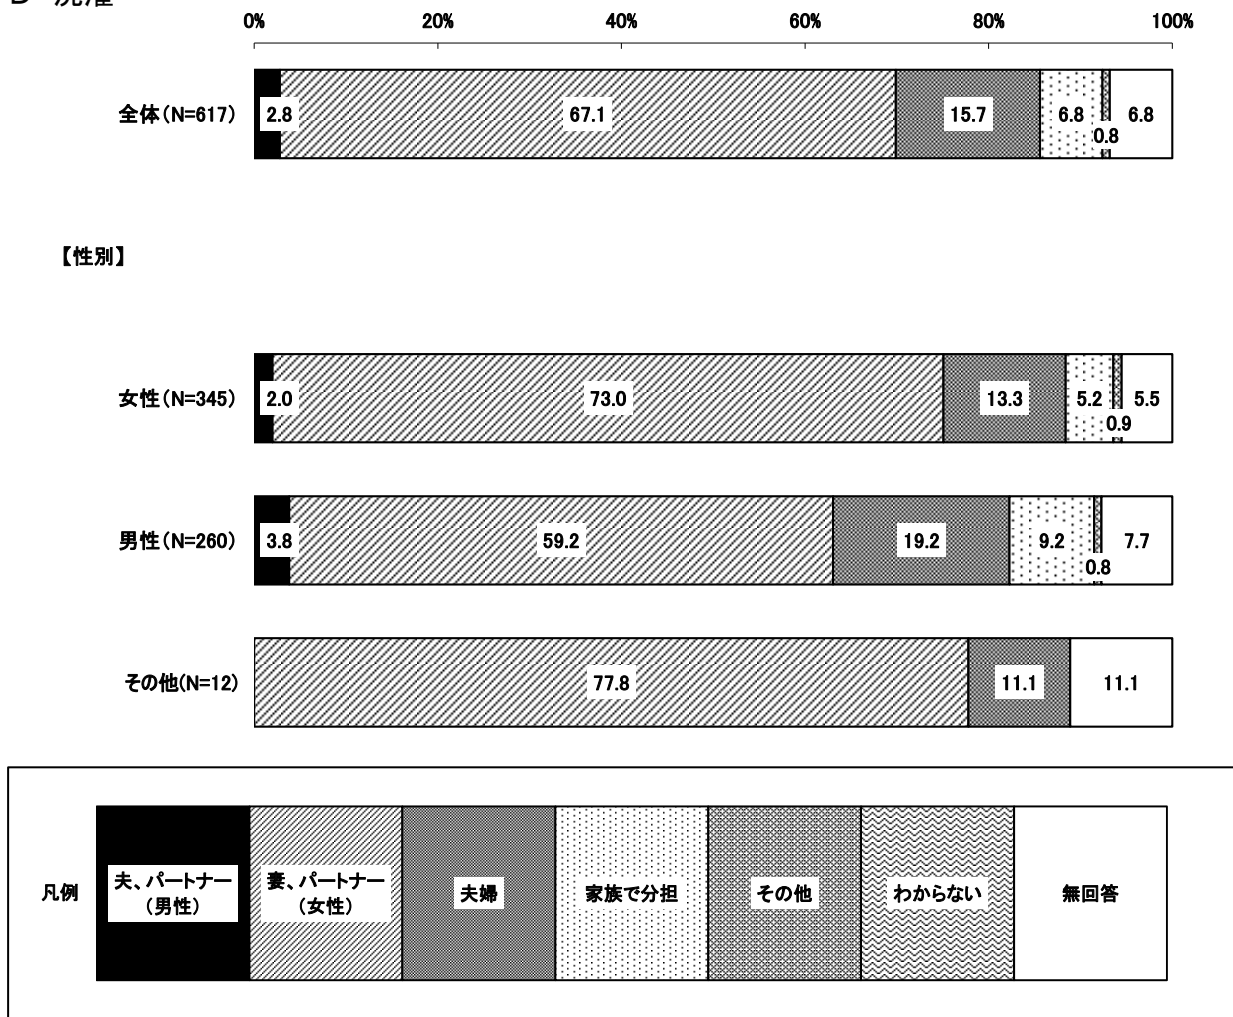 0% 20% 40% 60% 80% 100%
全体(N=617) 2.8 67.1 15.7 6.8 0.8 6.8
【性別】
女性(N=345) 2.0 73.0 13.3 5.2 0.9 5.5
男性(N=260) 3.8 59.2 19.2 9.2 0.8 7.7
その他(N=12) 77.8 11.1 11.1
凡例
夫、パートナー
(男性)
妻、パートナー
(女性)
夫婦
家族で分担
その他
わからない
無回答